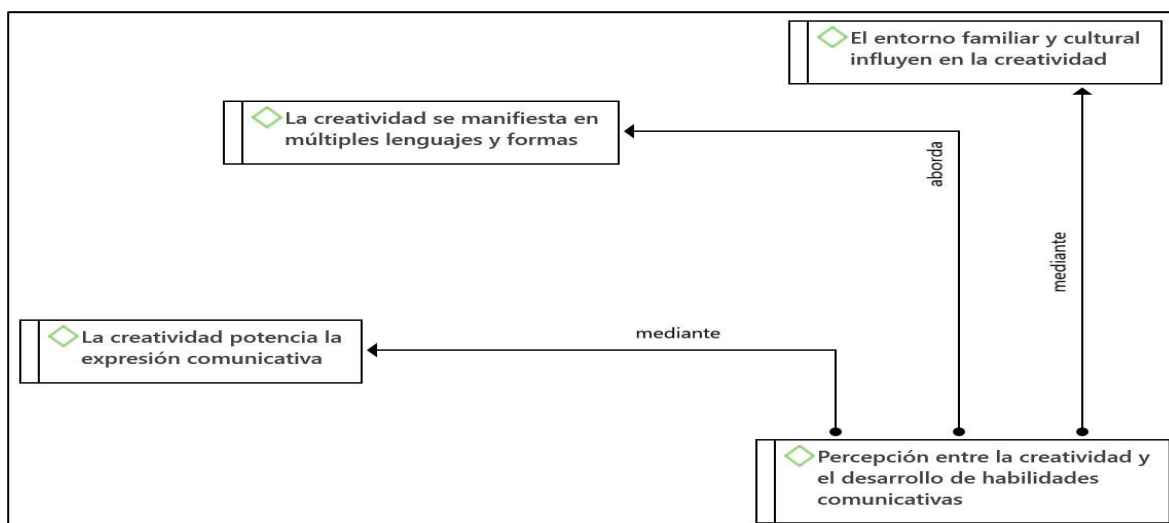 El entorno familiar y cultural
influyen en la creatividad
La creatividad se manifiesta en
múltiples lenguajes y formas
aborda
mediante
La creatividad potencia la
expresión comunicativa
mediante
Percepción entre la creatividad y
el desarrollo de habilidades
comunicativas